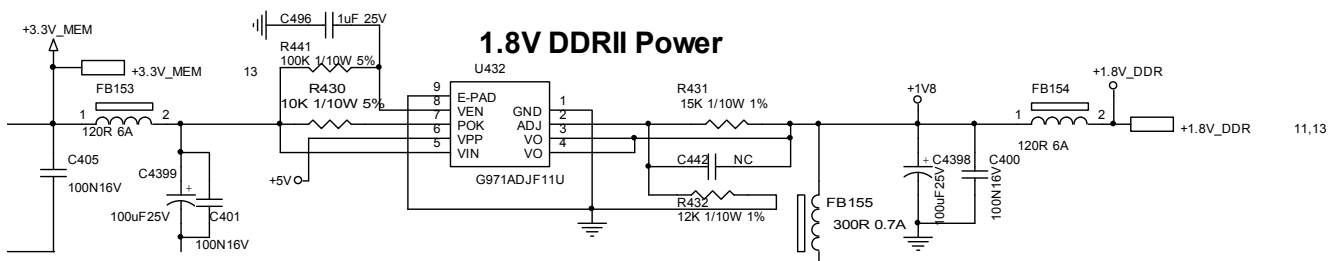 C496
1uF 25V
+3.3V_MEM
1.8V DDRII Power
R441
100K 1/10W 5%
+3.3V_MEM
13
U432
+1.8V_DDR
FB153
R430
10K 1/10W 5%
9
8
7
6
5
E-PAD
VEN
POK
VPP
VIN
GND
ADJ
VO
VO
1
2
3
4
R431
15K 1/10W 1%
+1V8
FB154
1
2
120R 6A
1
2
120R 6A
+1.8V_DDR
11,13
C405
100N16V
C4399
+
100uF25V
C401
100N16V
+5V
G971ADJF11U
C442
NC
R432
12K 1/10W 1%
FB155
300R 0.7A
+
C4398
100uF25V
C400
100N16V